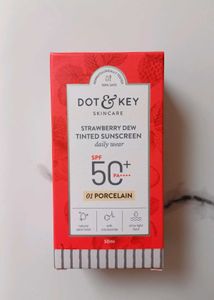 DOT & KEY
SKINCARE
STRAWBERRY DEW
TINTED SUNSCREEN
daily wear
SPF
50+
PA++++
01 PORCELAIN
50ml